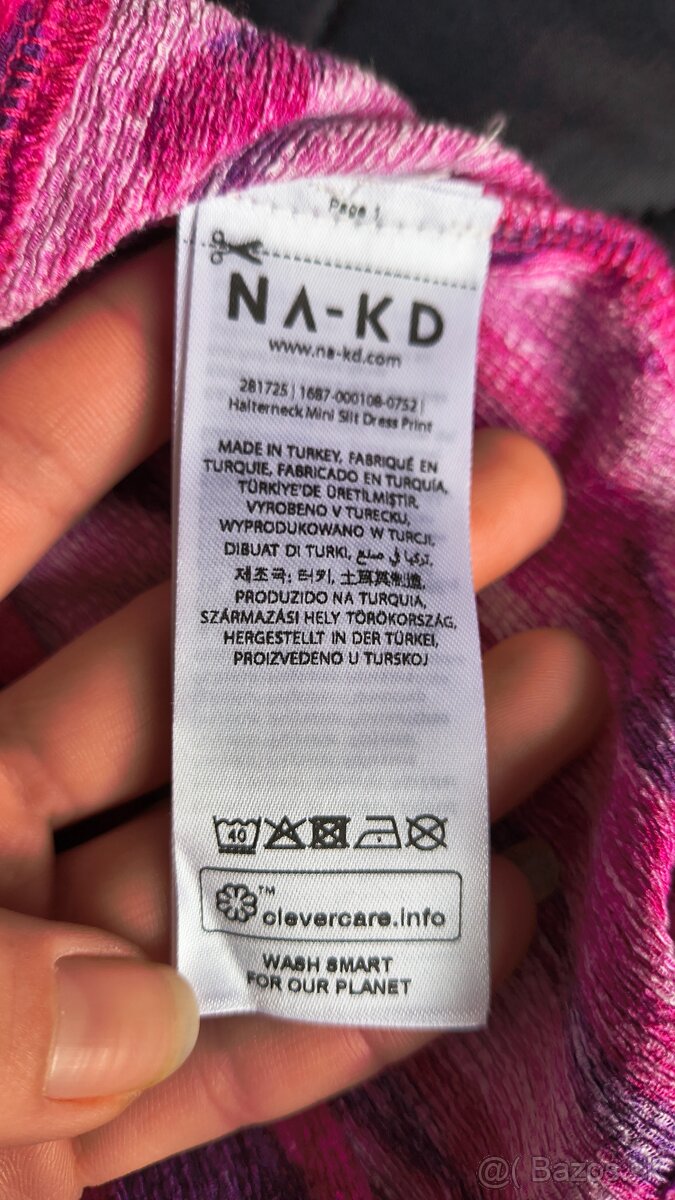 Page 1
NA-KD
www.na-kd.com
281725 | 1687-000108-0752 |
Halterneck Mini Slit Dress Print
MADE IN TURKEY, FABRIQUÉ EN
TURQUIE, FABRICADO EN TURQUÍA,
TÜRKİYE'DE ÜRETİLMİŞTİR,
VYROBENO V TURECKU,
WYPRODUKOWANO W TURCJI,
DIBUAT DI TURKI, تركيا في صنع,
제조국: 터키, 土耳其制造,
PRODUZIDO NA TURQUIA,
SZÁRMAZÁSI HELY TÖRÖKORSZÁG,
HERGESTELLT IN DER TÜRKEI,
PROIZVEDENO U TURSKOJ
40
™
clevercare.info
WASH SMART
FOR OUR PLANET
@( Bazos.sk